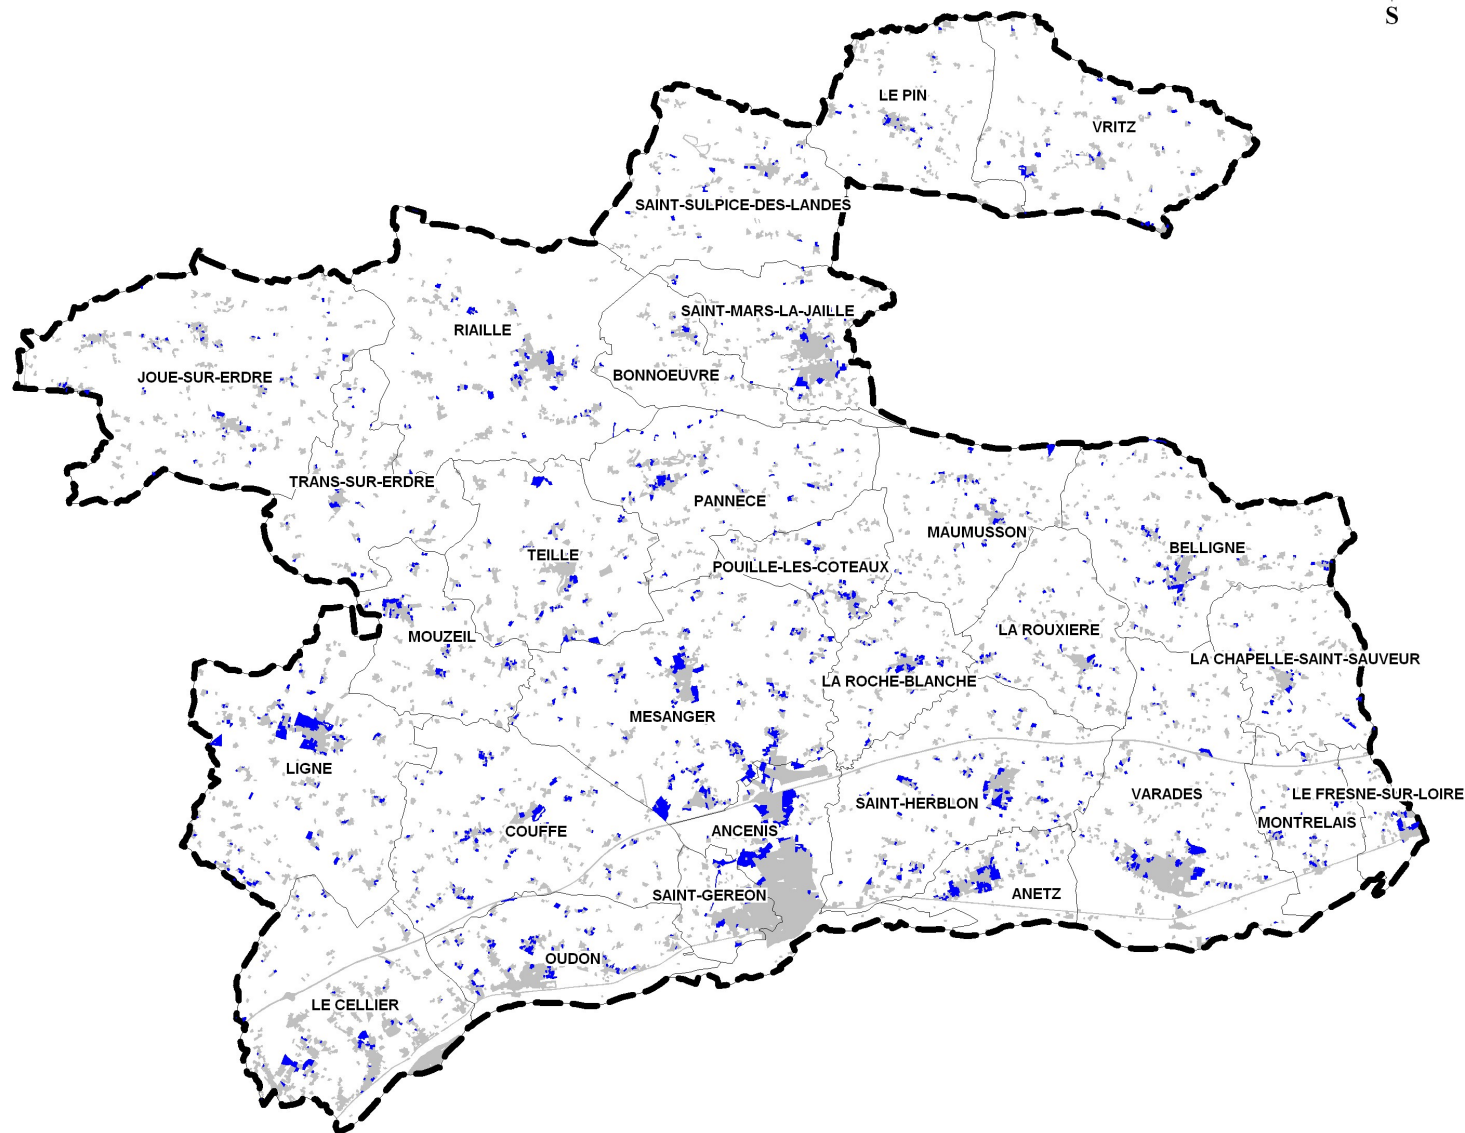 S
LE PIN
VRITZ
SAINT-SULPICE-DES-LANDES
SAINT-MARS-LA-JAILLE
RIAILLE
BONNOEUVRE
JOUE-SUR-ERDRE
TRANS-SUR-ERDRE
PANNECE
MAUMUSSON
BELLIGNE
TEILLE
POUILLE-LES-COTEAUX
MOUZEIL
LA ROUXIERE
LA CHAPELLE-SAINT-SAUVEUR
LA ROCHE-BLANCHE
MESANGER
LIGNE
VARADES
LE FRESNE-SUR-LOIRE
SAINT-HERBLON
MONTRELAIS
COUFFE
ANCENIS
SAINT-GEREON
ANETZ
OUDON
LE CELLIER